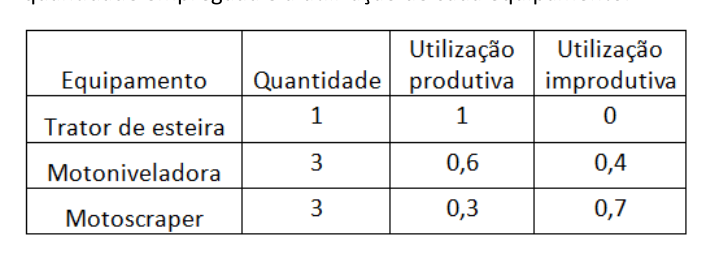 Utilização Utilização
Equipamento Quantidade produtiva improdutiva
Trator de esteira 1 1 0
Motoniveladora 3 0,6 0,4
Motoscraper 3 0,3 0,7